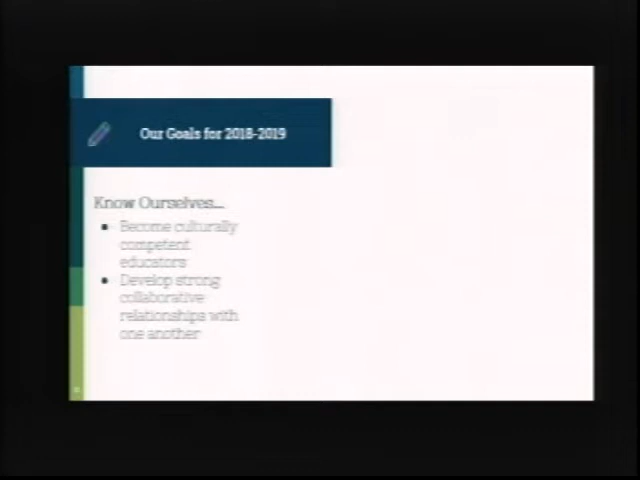 Our Goals for 2018-2019
Know Ourselves...
● Become culturally
competent
educators
● Develop strong
collaborative
relationships with
one another